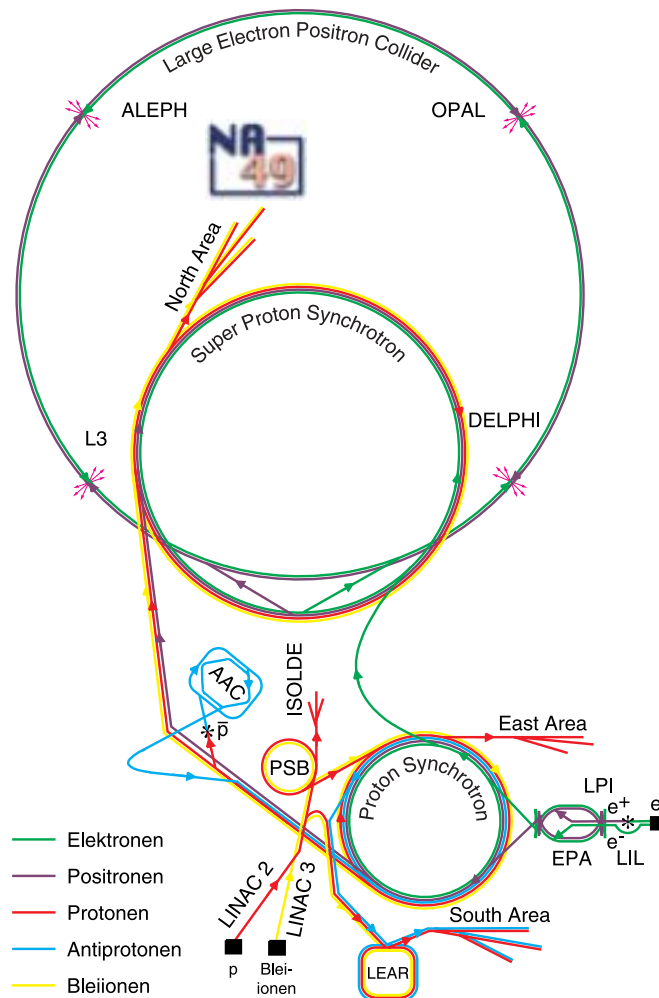 Large Electron Positron Collider
ALEPH
OPAL
NA
49
North Area
Super Proton Synchrotron
L3
DELPHI
AAC
p̅
ISOLDE
PSB
East Area
Proton Synchrotron
LPI
e+
e-
e
EPA
LIL
Elektronen
Positronen
Protonen
Antiprotonen
Bleiionen
LINAC 2
LINAC 3
p
Blei-
ionen
LEAR
South Area